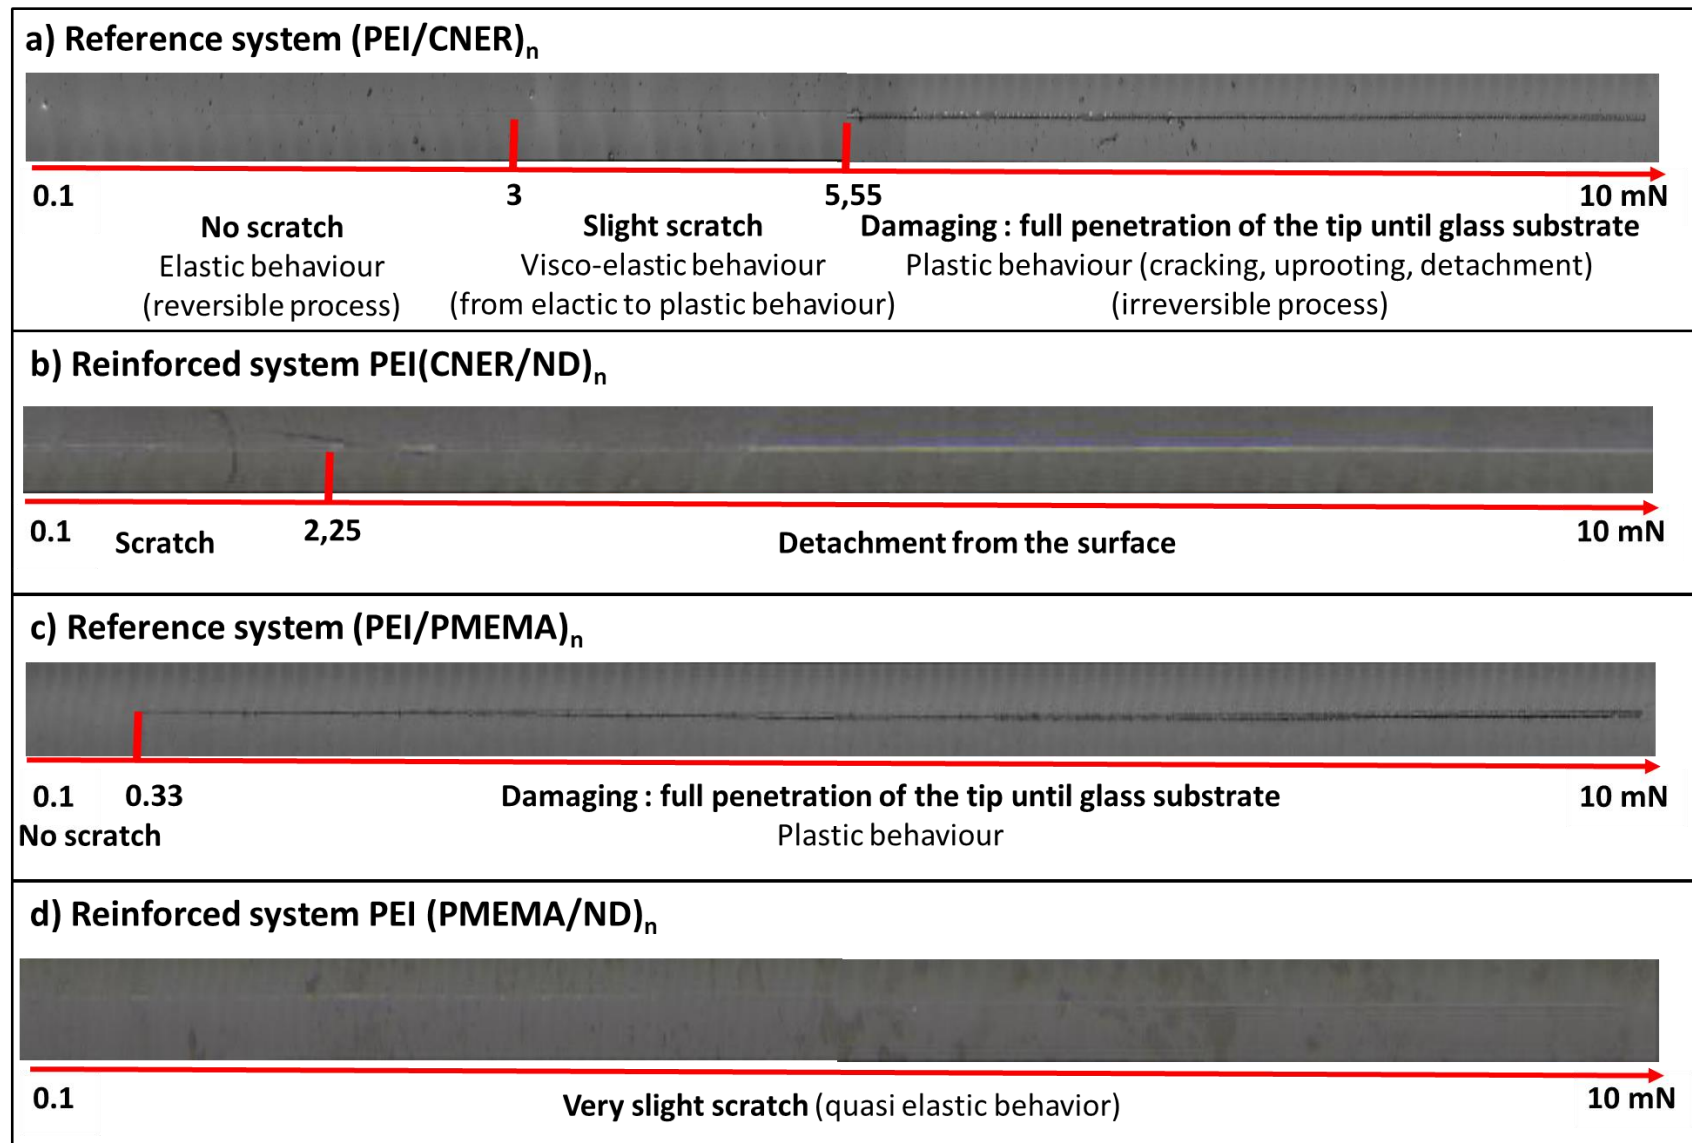 a) Reference system (PEI/CNER)n
0.1 3 5,55 10 mN
No scratch Slight scratch Damaging : full penetration of the tip until glass substrate
Elastic behaviour Visco-elastic behaviour Plastic behaviour (cracking, uprooting, detachment)
(reversible process) (from elactic to plastic behaviour) (irreversible process)
b) Reinforced system PEI(CNER/ND)n
0.1 2,25 10 mN
Scratch Detachment from the surface
c) Reference system (PEI/PMEMA)n
0.1 0.33 Damaging : full penetration of the tip until glass substrate 10 mN
No scratch Plastic behaviour
d) Reinforced system PEI (PMEMA/ND)n
0.1 Very slight scratch (quasi elastic behavior) 10 mN